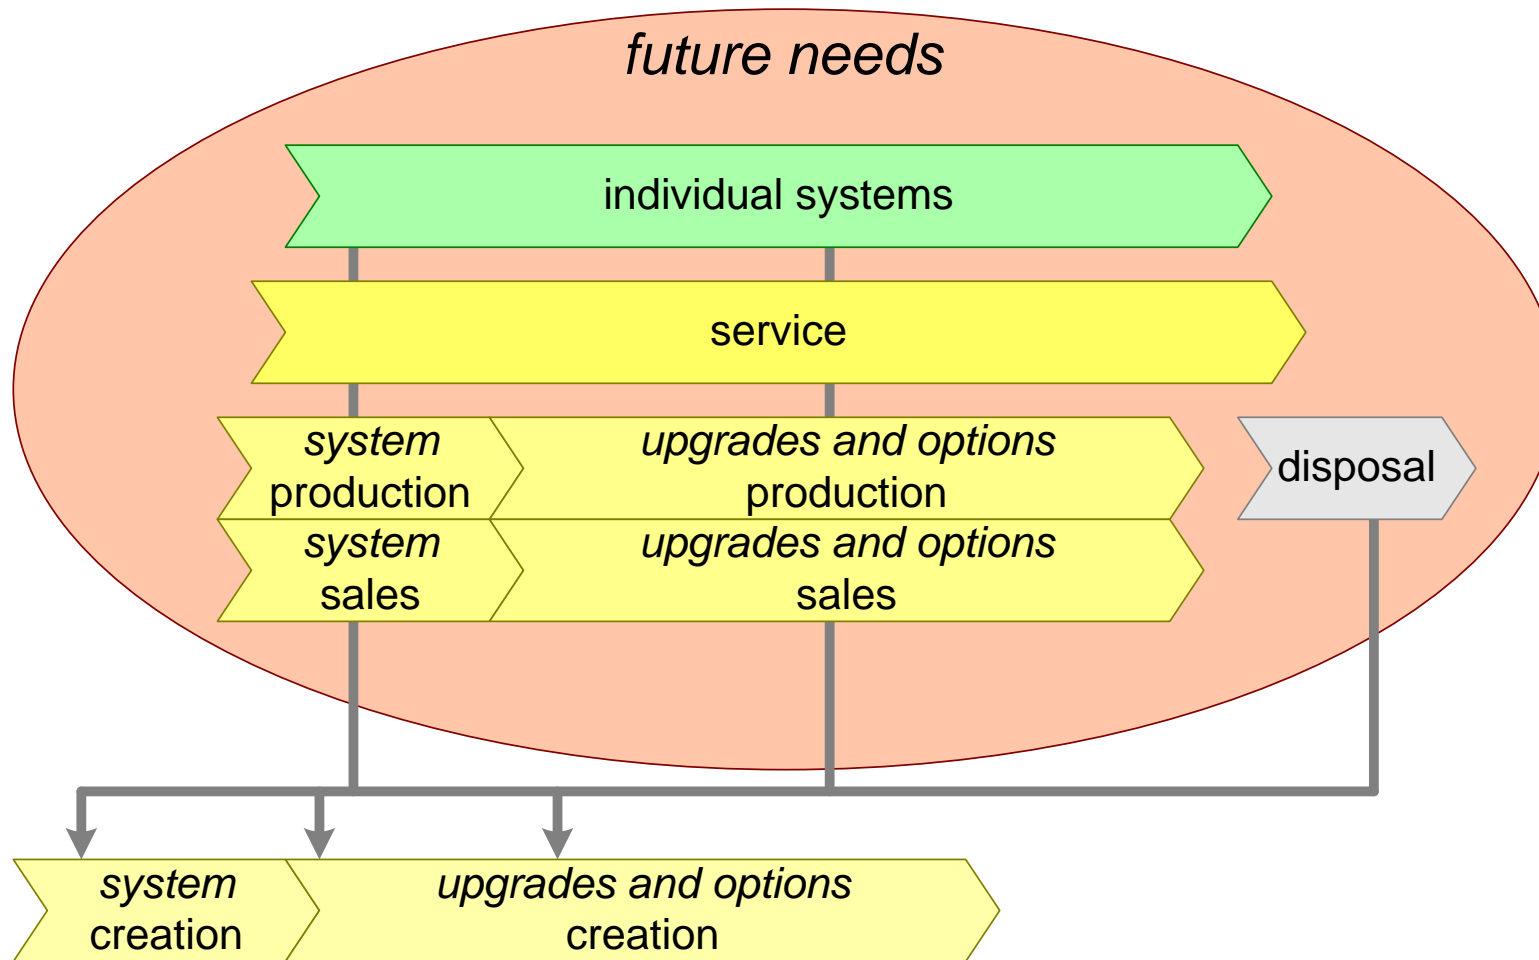 future needs
individual systems
service
system
production
upgrades and options
production
disposal
system
sales
upgrades and options
sales
system
creation
upgrades and options
creation